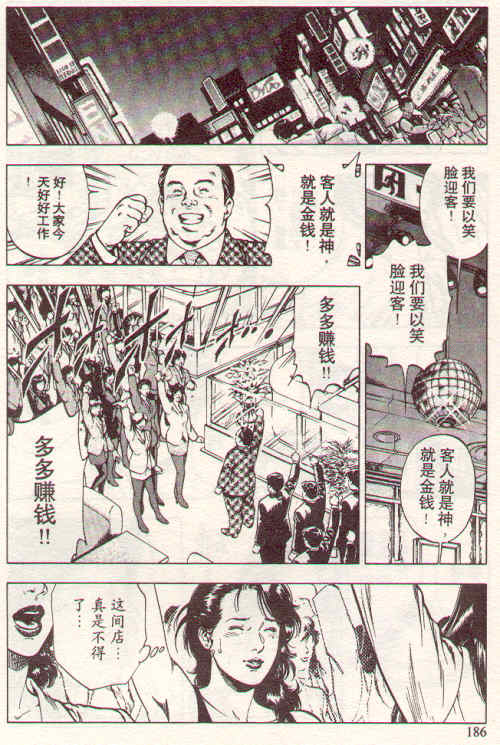 我们要以笑
脸迎客！
我们要以笑
脸迎客！
客人就是神，
就是金钱！
客人就是神，
就是金钱！
好！大家今
天好好工作
！
多多赚钱!!
多多赚钱!!
这间店…
真是不得
了…
186